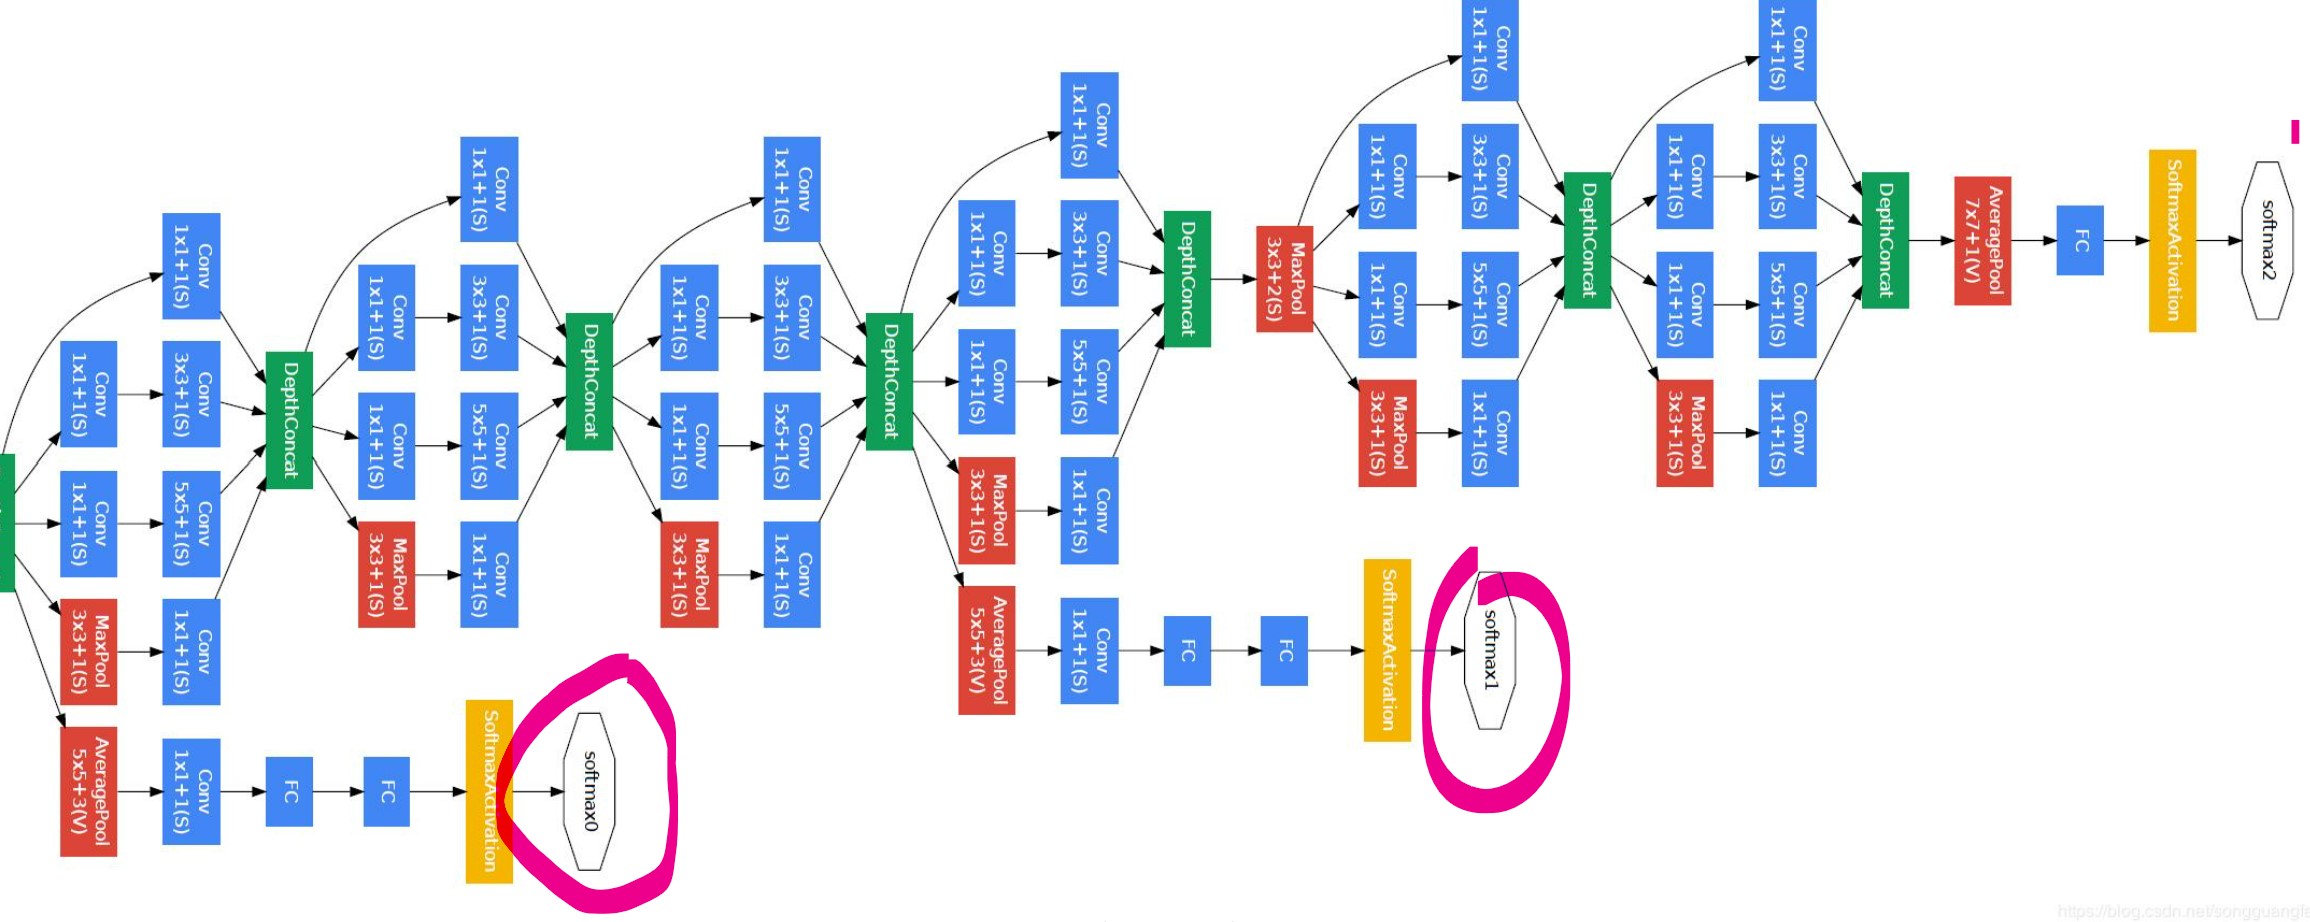 Conv
1x1+1(S)
Conv
1x1+1(S)
MaxPool
3x3+1(S)
AveragePool
5x5+3(V)
Conv
1x1+1(S)
Conv
3x3+1(S)
Conv
5x5+1(S)
Conv
1x1+1(S)
Conv
1x1+1(S)
DepthConcat
FC
Conv
1x1+1(S)
Conv
1x1+1(S)
MaxPool
3x3+1(S)
FC
Conv
1x1+1(S)
Conv
3x3+1(S)
Conv
5x5+1(S)
Conv
1x1+1(S)
SoftmaxActivation
DepthConcat
softmax0
Conv
1x1+1(S)
Conv
1x1+1(S)
MaxPool
3x3+1(S)
Conv
1x1+1(S)
Conv
3x3+1(S)
Conv
5x5+1(S)
Conv
1x1+1(S)
DepthConcat
Conv
1x1+1(S)
Conv
1x1+1(S)
MaxPool
3x3+1(S)
AveragePool
5x5+3(V)
Conv
1x1+1(S)
Conv
3x3+1(S)
Conv
5x5+1(S)
Conv
1x1+1(S)
Conv
1x1+1(S)
DepthConcat
FC
MaxPool
3x3+2(S)
FC
Conv
1x1+1(S)
Conv
1x1+1(S)
MaxPool
3x3+1(S)
SoftmaxActivation
Conv
1x1+1(S)
Conv
3x3+1(S)
Conv
5x5+1(S)
Conv
1x1+1(S)
softmax1
DepthConcat
Conv
1x1+1(S)
Conv
1x1+1(S)
MaxPool
3x3+1(S)
Conv
1x1+1(S)
Conv
3x3+1(S)
Conv
5x5+1(S)
Conv
1x1+1(S)
DepthConcat
AveragePool
7x7+1(V)
FC
SoftmaxActivation
softmax2